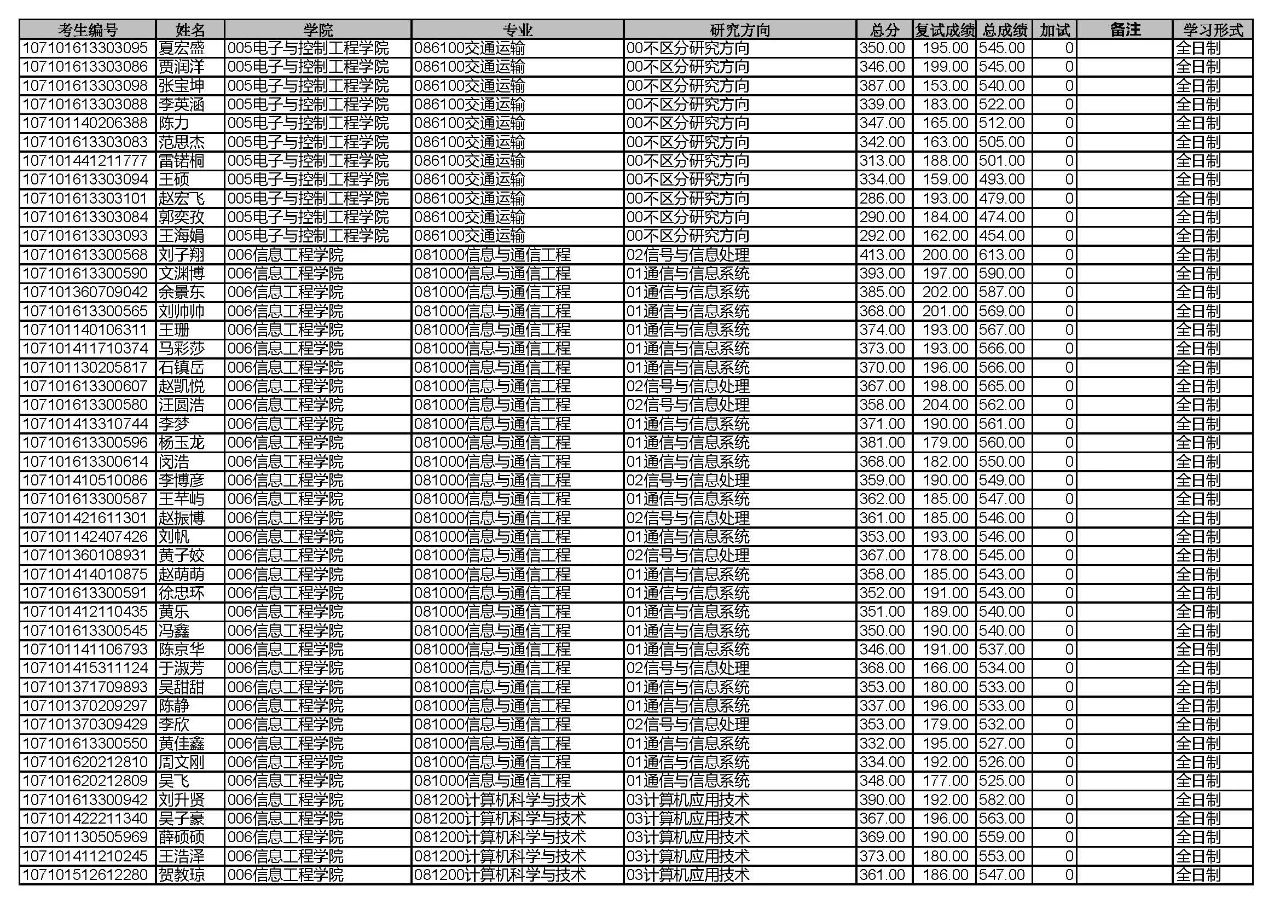 考生编号 姓名 学院 专业 研究方向 总分 复试成绩 总成绩 加试 备注 学习形式
107101613303095 夏宏盛 005电子与控制工程学院 086100交通运输 00不区分研究方向 350.00 195.00 545.00 0 全日制
107101613303086 贾润洋 005电子与控制工程学院 086100交通运输 00不区分研究方向 346.00 199.00 545.00 0 全日制
107101613303098 张宝坤 005电子与控制工程学院 086100交通运输 00不区分研究方向 387.00 153.00 540.00 0 全日制
107101613303088 李英涵 005电子与控制工程学院 086100交通运输 00不区分研究方向 339.00 183.00 522.00 0 全日制
107101140206388 陈力 005电子与控制工程学院 086100交通运输 00不区分研究方向 347.00 165.00 512.00 0 全日制
107101613303083 范思杰 005电子与控制工程学院 086100交通运输 00不区分研究方向 342.00 163.00 505.00 0 全日制
107101441211777 雷锘桐 005电子与控制工程学院 086100交通运输 00不区分研究方向 313.00 188.00 501.00 0 全日制
107101613303094 王硕 005电子与控制工程学院 086100交通运输 00不区分研究方向 334.00 159.00 493.00 0 全日制
107101613303101 赵宏飞 005电子与控制工程学院 086100交通运输 00不区分研究方向 286.00 193.00 479.00 0 全日制
107101613303084 郭奕孜 005电子与控制工程学院 086100交通运输 00不区分研究方向 290.00 184.00 474.00 0 全日制
107101613303093 王海娟 005电子与控制工程学院 086100交通运输 00不区分研究方向 292.00 162.00 454.00 0 全日制
107101613300568 刘子翔 006信息工程学院 081000信息与通信工程 02信号与信息处理 413.00 200.00 613.00 0 全日制
107101613300590 文渊博 006信息工程学院 081000信息与通信工程 01通信与信息系统 393.00 197.00 590.00 0 全日制
107101360709042 余景东 006信息工程学院 081000信息与通信工程 01通信与信息系统 385.00 202.00 587.00 0 全日制
107101613300565 刘帅帅 006信息工程学院 081000信息与通信工程 01通信与信息系统 368.00 201.00 569.00 0 全日制
107101140106311 王珊 006信息工程学院 081000信息与通信工程 01通信与信息系统 374.00 193.00 567.00 0 全日制
107101411710374 马彩莎 006信息工程学院 081000信息与通信工程 01通信与信息系统 373.00 193.00 566.00 0 全日制
107101130205817 石镇岳 006信息工程学院 081000信息与通信工程 01通信与信息系统 370.00 196.00 566.00 0 全日制
107101613300607 赵凯悦 006信息工程学院 081000信息与通信工程 02信号与信息处理 367.00 198.00 565.00 0 全日制
107101613300580 汪圆浩 006信息工程学院 081000信息与通信工程 02信号与信息处理 358.00 204.00 562.00 0 全日制
107101413310744 李梦 006信息工程学院 081000信息与通信工程 01通信与信息系统 371.00 190.00 561.00 0 全日制
107101613300596 杨玉龙 006信息工程学院 081000信息与通信工程 01通信与信息系统 381.00 179.00 560.00 0 全日制
107101613300614 闵浩 006信息工程学院 081000信息与通信工程 01通信与信息系统 368.00 182.00 550.00 0 全日制
107101410510086 李博彦 006信息工程学院 081000信息与通信工程 02信号与信息处理 359.00 190.00 549.00 0 全日制
107101613300587 王芊屿 006信息工程学院 081000信息与通信工程 01通信与信息系统 362.00 185.00 547.00 0 全日制
107101421611301 赵振博 006信息工程学院 081000信息与通信工程 02信号与信息处理 361.00 185.00 546.00 0 全日制
107101142407426 刘帆 006信息工程学院 081000信息与通信工程 01通信与信息系统 353.00 193.00 546.00 0 全日制
107101360108931 黄子姣 006信息工程学院 081000信息与通信工程 02信号与信息处理 367.00 178.00 545.00 0 全日制
107101414010875 赵萌萌 006信息工程学院 081000信息与通信工程 01通信与信息系统 358.00 185.00 543.00 0 全日制
107101613300591 徐忠环 006信息工程学院 081000信息与通信工程 01通信与信息系统 352.00 191.00 543.00 0 全日制
107101412110435 黄乐 006信息工程学院 081000信息与通信工程 01通信与信息系统 351.00 189.00 540.00 0 全日制
107101613300545 冯鑫 006信息工程学院 081000信息与通信工程 01通信与信息系统 350.00 190.00 540.00 0 全日制
107101141106793 陈京华 006信息工程学院 081000信息与通信工程 01通信与信息系统 346.00 191.00 537.00 0 全日制
107101415311124 于淑芳 006信息工程学院 081000信息与通信工程 02信号与信息处理 368.00 166.00 534.00 0 全日制
107101371709893 吴甜甜 006信息工程学院 081000信息与通信工程 01通信与信息系统 353.00 180.00 533.00 0 全日制
107101370209297 陈静 006信息工程学院 081000信息与通信工程 01通信与信息系统 337.00 196.00 533.00 0 全日制
107101370309429 李欣 006信息工程学院 081000信息与通信工程 02信号与信息处理 353.00 179.00 532.00 0 全日制
107101613300550 黄佳鑫 006信息工程学院 081000信息与通信工程 01通信与信息系统 332.00 195.00 527.00 0 全日制
107101620212810 周文刚 006信息工程学院 081000信息与通信工程 01通信与信息系统 334.00 192.00 526.00 0 全日制
107101620212809 吴飞 006信息工程学院 081000信息与通信工程 01通信与信息系统 348.00 177.00 525.00 0 全日制
107101613300942 刘升贤 006信息工程学院 081200计算机科学与技术 03计算机应用技术 390.00 192.00 582.00 0 全日制
107101422211340 吴子豪 006信息工程学院 081200计算机科学与技术 03计算机应用技术 367.00 196.00 563.00 0 全日制
107101130505969 薛硕硕 006信息工程学院 081200计算机科学与技术 03计算机应用技术 369.00 190.00 559.00 0 全日制
107101411210245 王浩泽 006信息工程学院 081200计算机科学与技术 03计算机应用技术 373.00 180.00 553.00 0 全日制
107101512612280 贺教琼 006信息工程学院 081200计算机科学与技术 03计算机应用技术 361.00 186.00 547.00 0 全日制